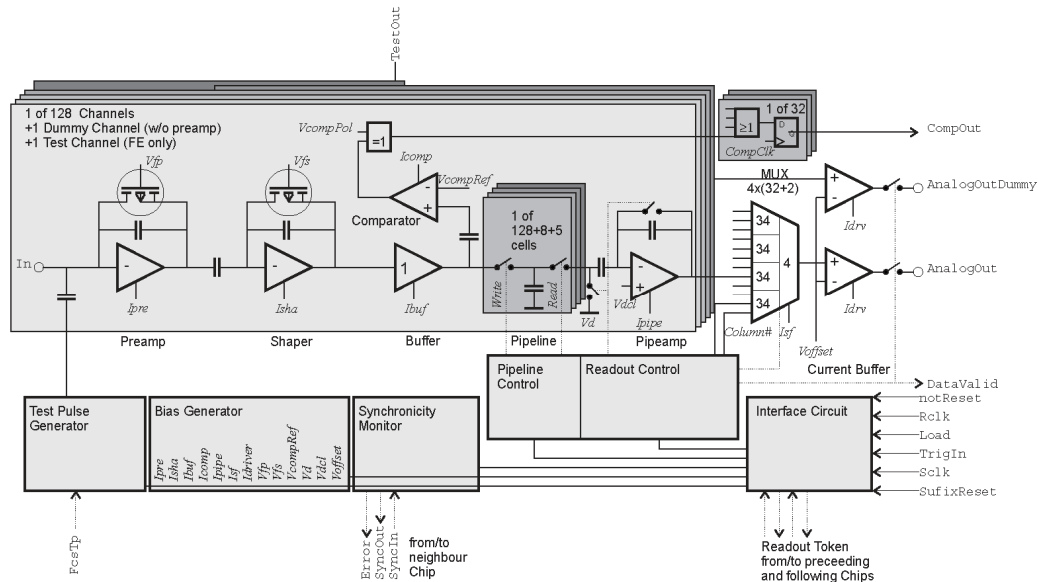 TestOut
1 of 128 Channels
+1 Dummy Channel (w/o preamp)
+1 Test Channel (FE only)
VcompPol
=1
Icomp
VcompRef
-
+
Comparator
1 of 32
≥1
D
Q
CompClk
CompOut
Vfp
Vfs
MUX
4x(32+2)
AnalogOutDummy
+
-
Idrv
1 of
128+8+5
cells
34
34
34
34
4
In
-
-
1
Write
Read
-
+
Vdcl
Vd
+
-
AnalogOut
Idrv
Ipre
Isha
Ibuf
Ipipe
Column#
Isf
Voffset
Preamp
Shaper
Buffer
Pipeline
Pipeamp
Current Buffer
Pipeline
Control
Readout Control
DataValid
notReset
Rclk
Load
TrigIn
Sclk
SufixReset
Test Pulse
Generator
Bias Generator
Ipre
Isha
Ibuf
Icomp
Ipipe
Isf
Idriver
Vfp
Vfs
VcompRef
Vd
Vdcl
Voffset
Synchronicity
Monitor
Interface Circuit
FcsTp
Error
SyncOut
SyncIn
from/to
neighbour
Chip
Readout Token
from/to preceeding
and following Chips